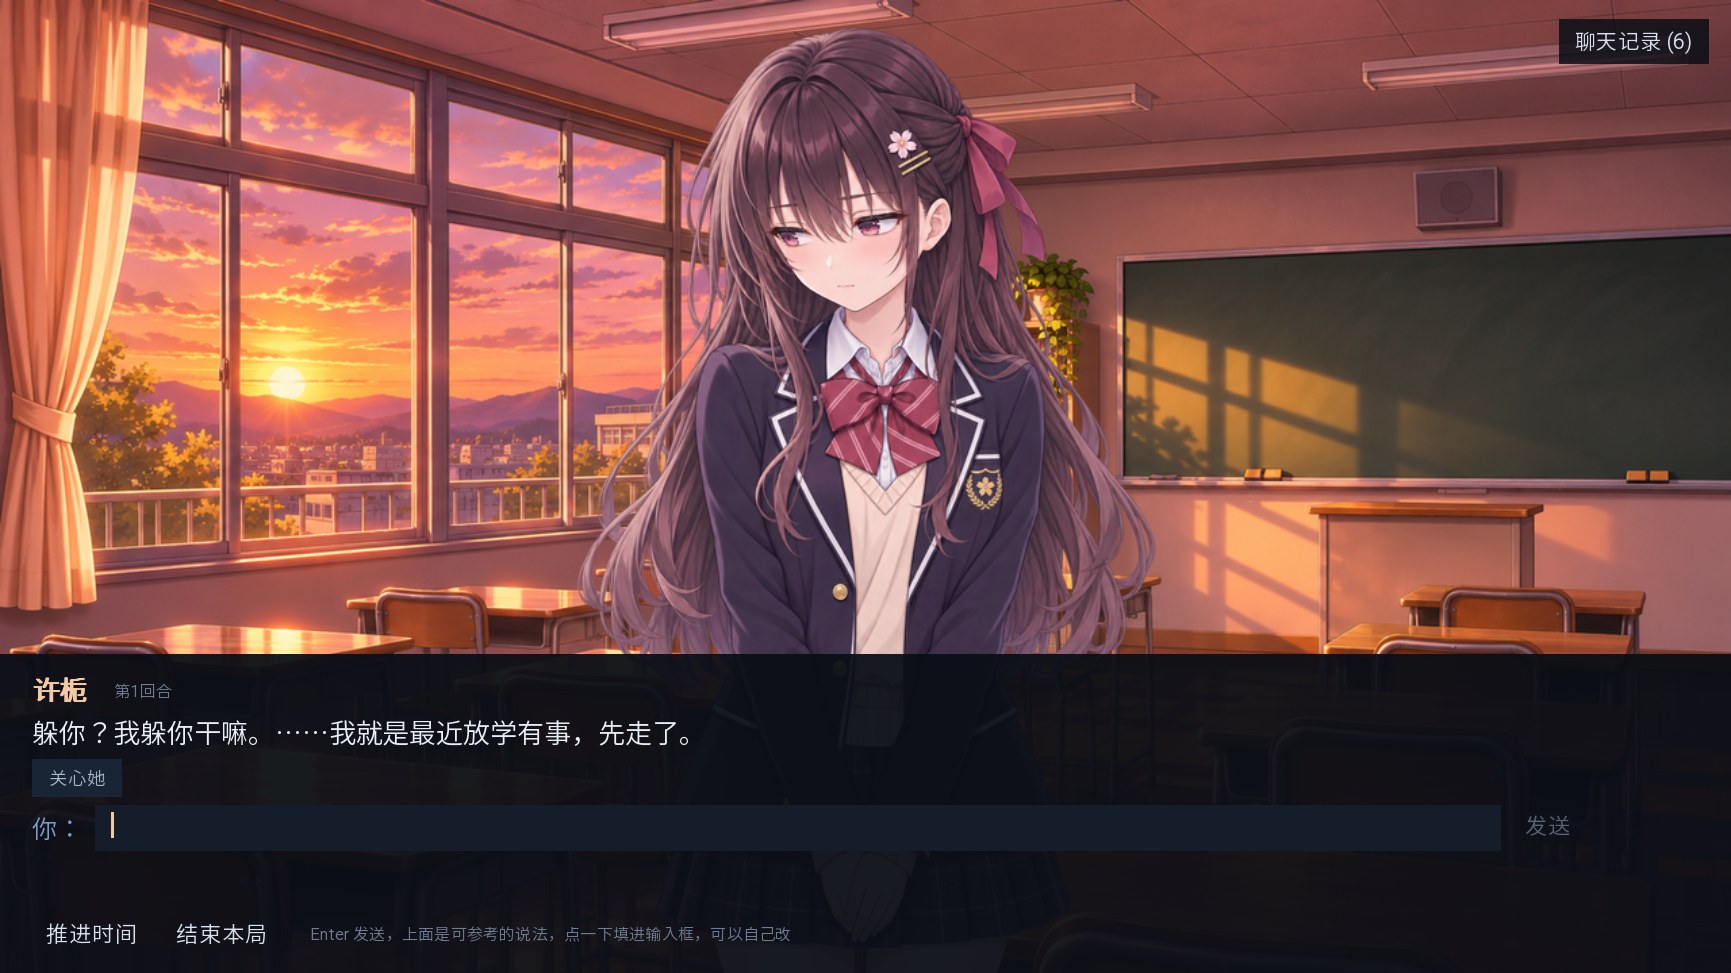 聊天记录 (6)
许栀 第1回合
躲你？我躲你干嘛。……我就是最近放学有事，先走了。
关心她
你： 发送
推进时间 结束本局 Enter 发送，上面是可参考的说法，点一下填进输入框，可以自己改